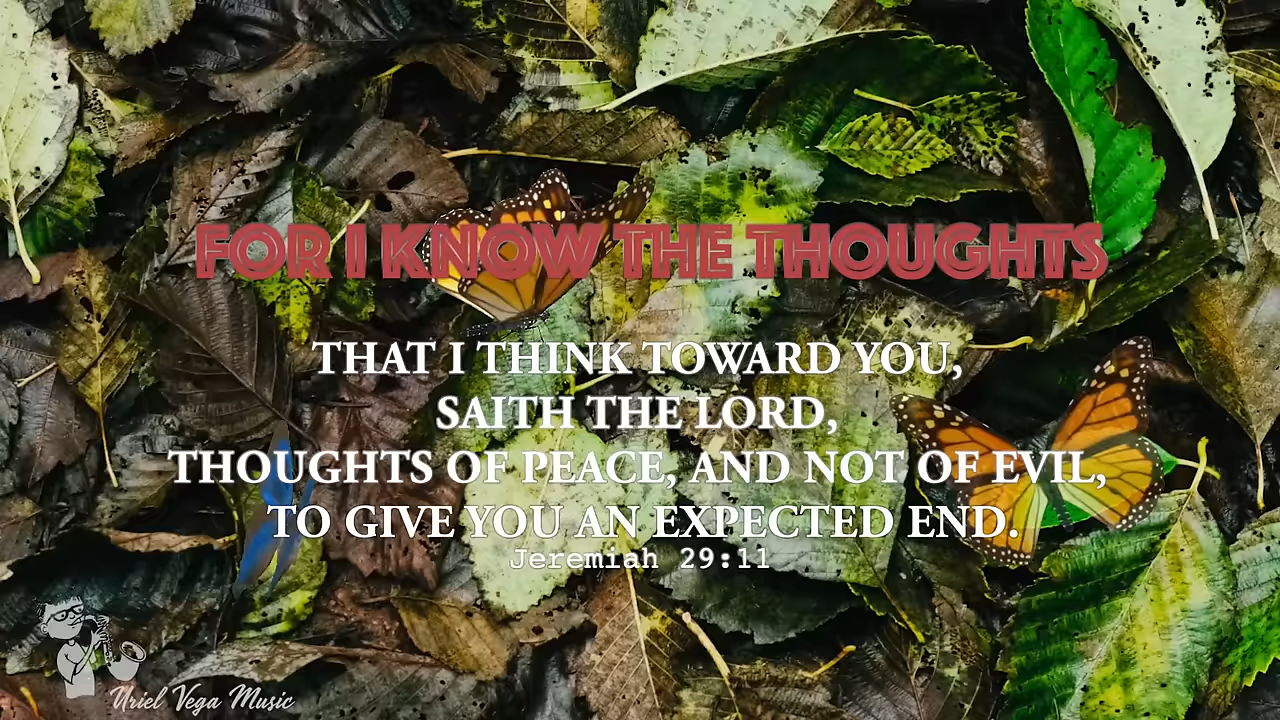 FOR I KNOW THE THOUGHTS
THAT I THINK TOWARD YOU,
SAITH THE LORD,
THOUGHTS OF PEACE, AND NOT OF EVIL,
TO GIVE YOU AN EXPECTED END.
Jeremiah 29:11
Uriel Vega Music